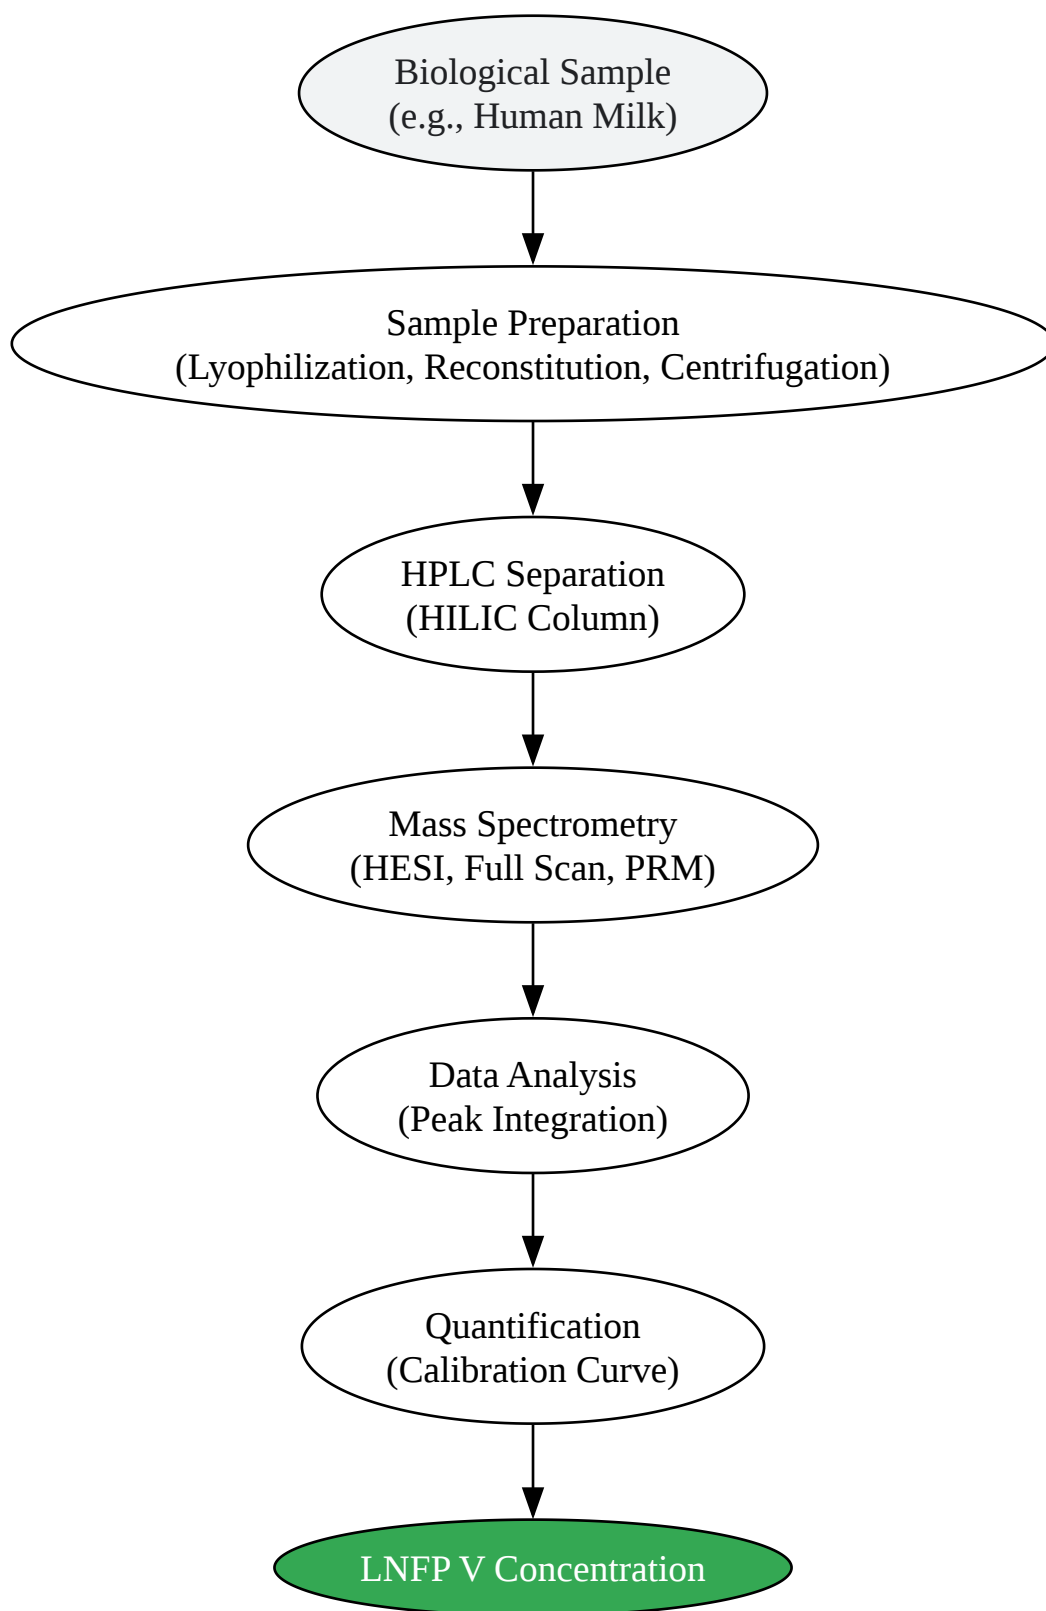 Biological Sample
(e.g., Human Milk)
Sample Preparation
(Lyophilization, Reconstitution, Centrifugation)
HPLC Separation
(HILIC Column)
Mass Spectrometry
(HESI, Full Scan, PRM)
Data Analysis
(Peak Integration)
Quantification
(Calibration Curve)
LNFP V Concentration